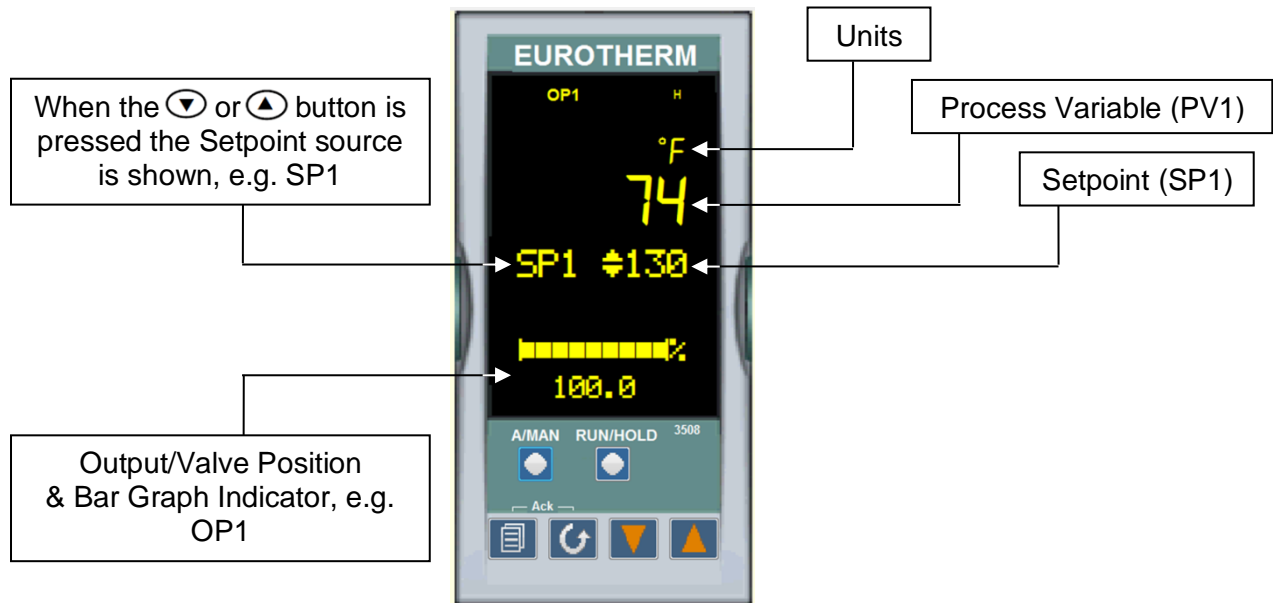 EUROTHERM
OP1 H
°F
74
SP1 130
%
100.0
A/MAN RUN/HOLD 3508
Ack
When the or button is
pressed the Setpoint source
is shown, e.g. SP1
Output/Valve Position
& Bar Graph Indicator, e.g.
OP1
Units
Process Variable (PV1)
Setpoint (SP1)